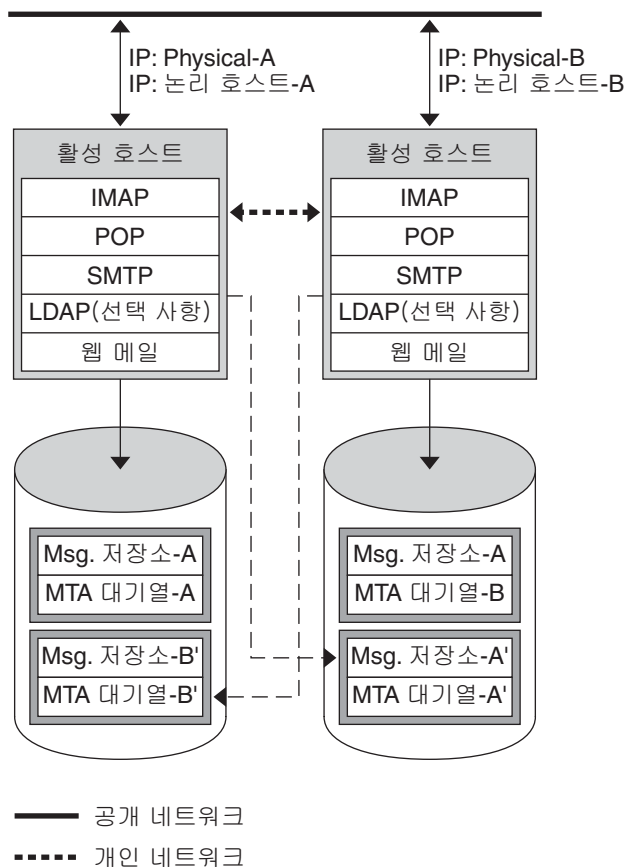 IP: Physical-A
IP: 논리 호스트-A
IP: Physical-B
IP: 논리 호스트-B
활성 호스트
IMAP
POP
SMTP
LDAP(선택 사항)
웹 메일
활성 호스트
IMAP
POP
SMTP
LDAP(선택 사항)
웹 메일
Msg. 저장소-A
MTA 대기열-A
Msg. 저장소-B'
MTA 대기열-B'
Msg. 저장소-A
MTA 대기열-B
Msg. 저장소-A'
MTA 대기열-A'
공개 네트워크
개인 네트워크